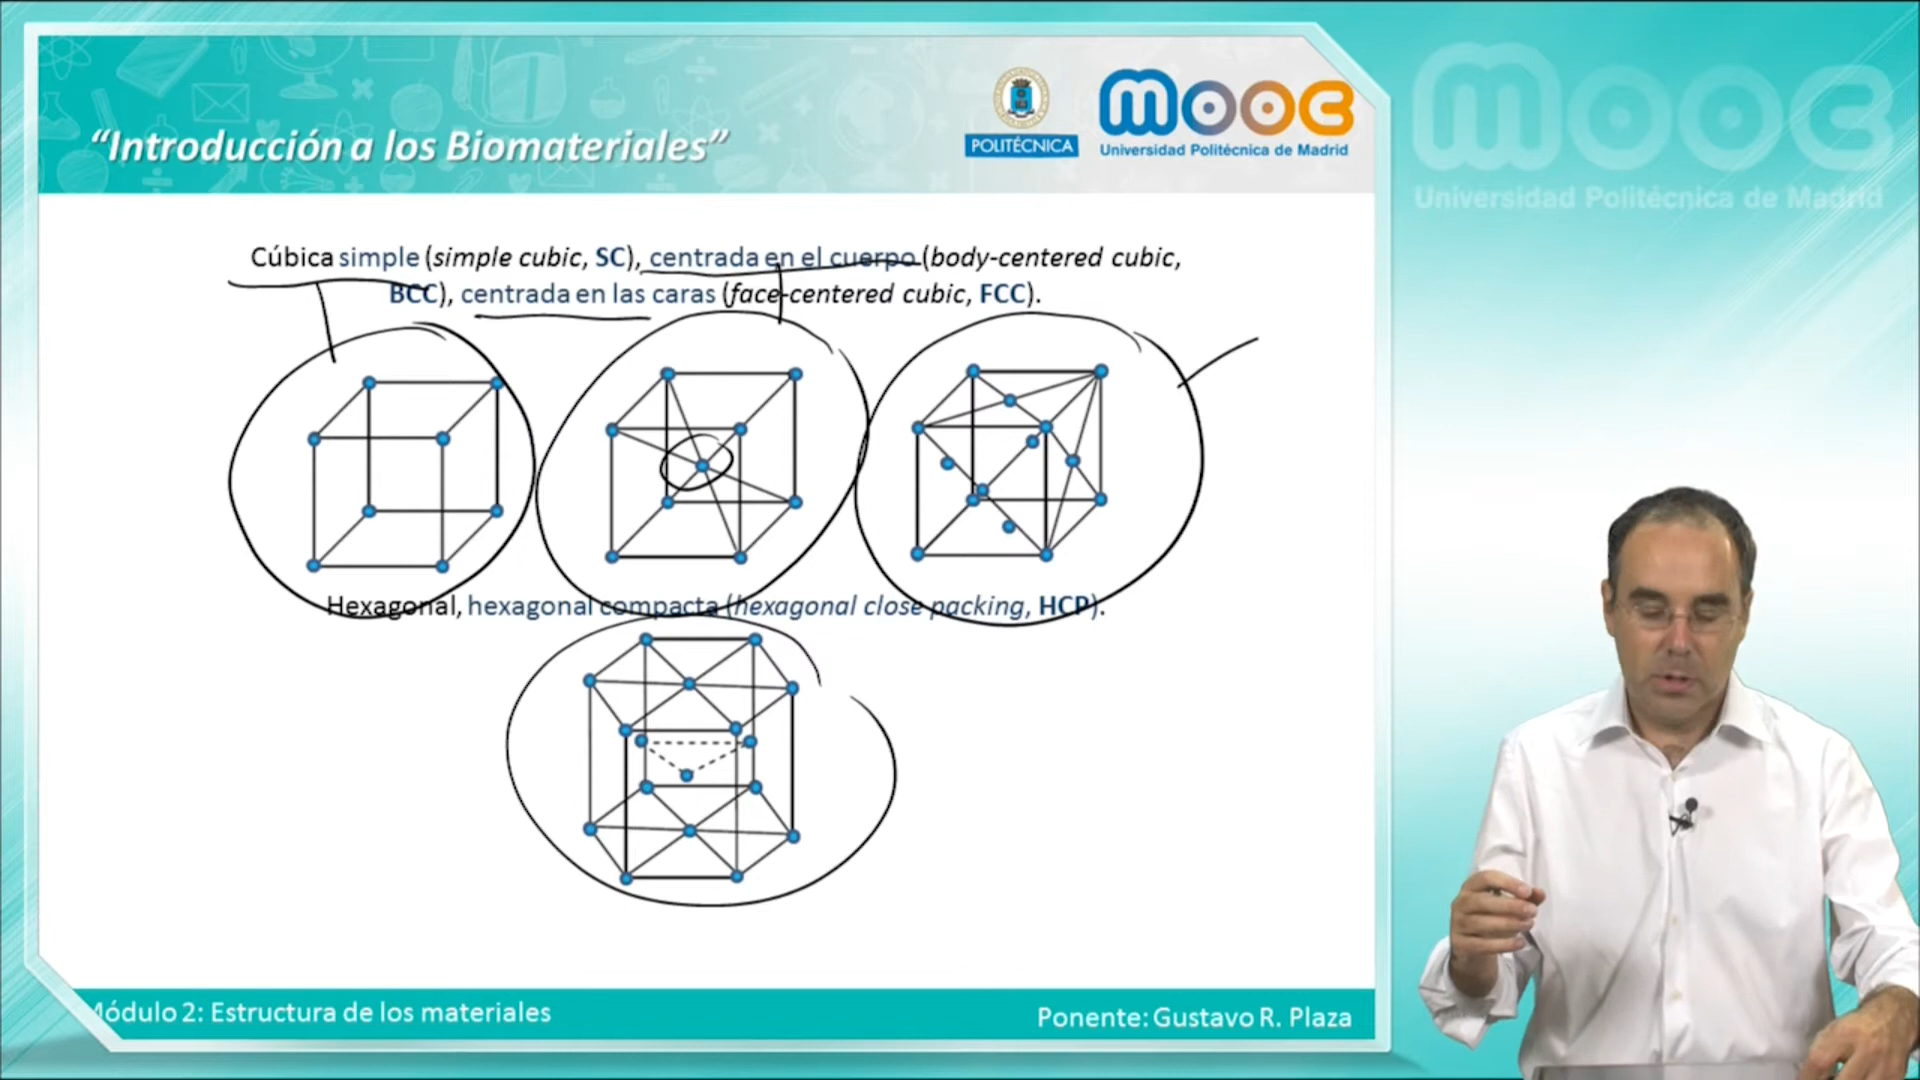 “Introducción a los Biomateriales”
POLITÉCNICA
mooc
Universidad Politécnica de Madrid
mooc
Universidad Politécnica de Madrid
Cúbica simple (simple cubic, SC), centrada en el cuerpo (body-centered cubic,
BCC), centrada en las caras (face-centered cubic, FCC).
Hexagonal, hexagonal compacta (hexagonal close packing, HCP).
Módulo 2: Estructura de los materiales
Ponente: Gustavo R. Plaza